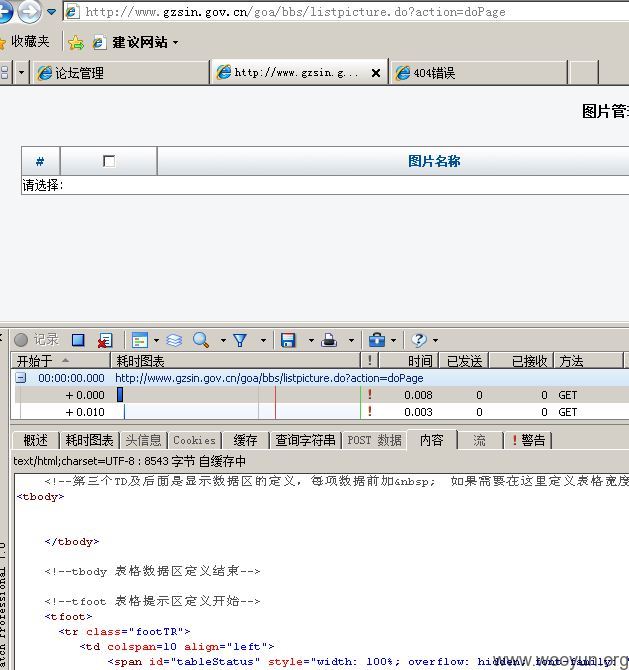 http://www.gzsin.gov.cn/goa/bbs/listpicture.do?action=doPage
收藏夹 建议网站
论坛管理 http://www.gzsin.g... 404错误
图片管
# 图片名称
请选择:
记录
开始于 耗时图表 ! 时间 已发送 已接收 方法
00:00:00.000 http://www.gzsin.gov.cn/goa/bbs/listpicture.do?action=doPage
+ 0.000 ! 0.008 0 0 GET
+ 0.010 ! 0.003 0 0 GET
概述 耗时图表 头信息 Cookies 缓存 查询字符串 POST 数据 内容 流 ! 警告
text/html;charset=UTF-8 : 8543 字节 自缓存中
<!--第三个TD及后面是显示数据区的定义，每项数据前加&nbsp; 如果需要在这里定义表格宽度
<tbody>
</tbody>
<!--tbody 表格数据区定义结束-->
<!--tfoot 表格提示区定义开始-->
<tfoot>
<tr class="footTR">
<td colspan=10 align="left">
<span id="tableStatus" style="width: 100%; overflow: hidden; font-family:
atch Professional 7.0
www.wooyun.org